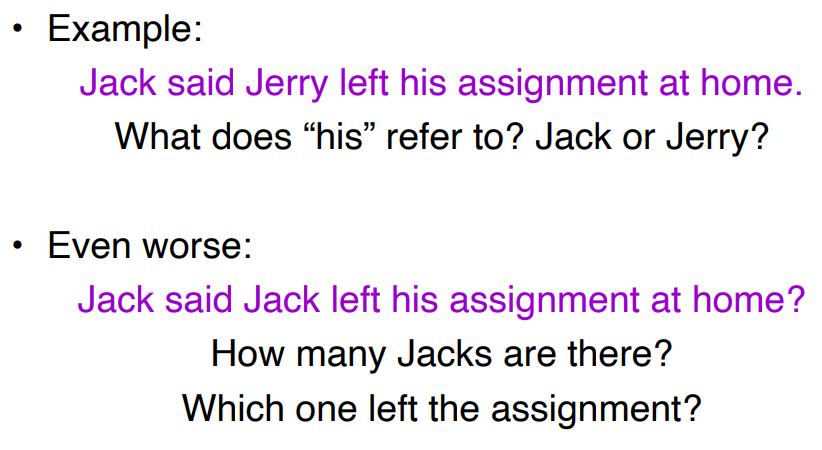 • Example:
Jack said Jerry left his assignment at home.
What does “his” refer to? Jack or Jerry?
• Even worse:
Jack said Jack left his assignment at home?
How many Jacks are there?
Which one left the assignment?